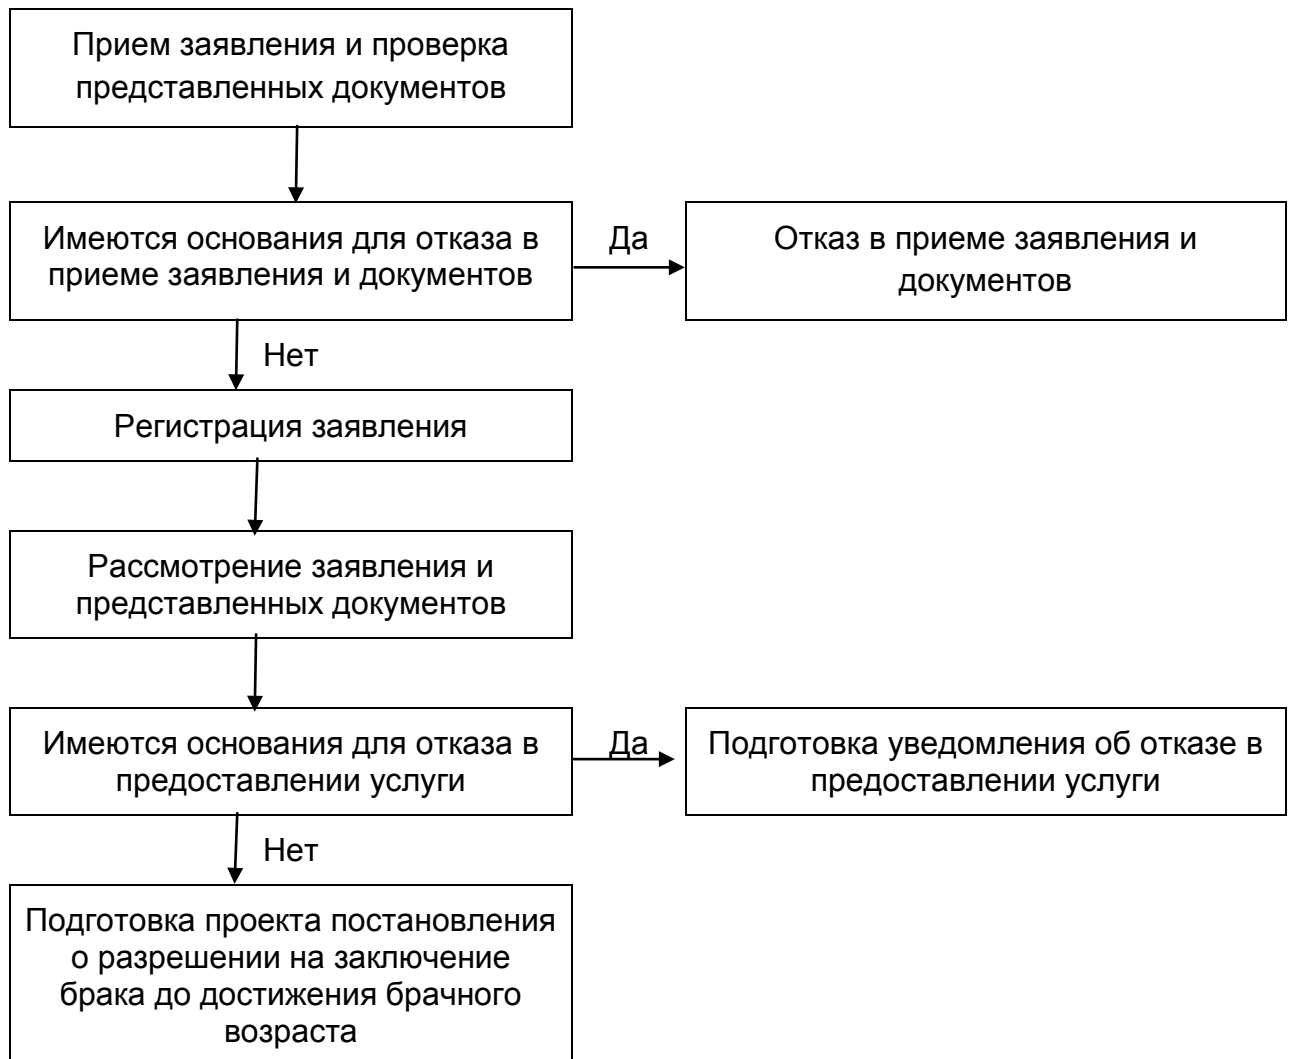 Прием заявления и проверка
представленных документов
Имеются основания для отказа в
приеме заявления и документов
Да
Отказ в приеме заявления и
документов
Нет
Регистрация заявления
Рассмотрение заявления и
представленных документов
Имеются основания для отказа в
предоставлении услуги
Да
Подготовка уведомления об отказе в
предоставлении услуги
Нет
Подготовка проекта постановления
о разрешении на заключение
брака до достижения брачного
возраста